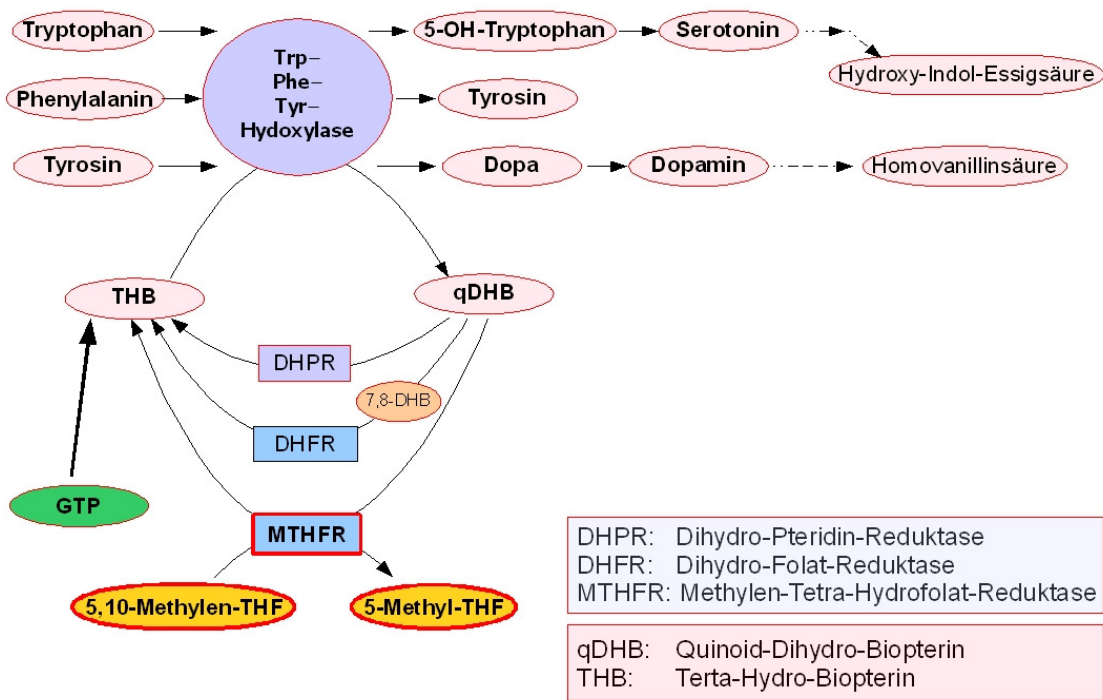 Tryptophan
5-OH-Tryptophan
Serotonin
Hydroxy-Indol-Essigsäure
Trp–
Phe–
Tyr–
Hydoxylase
Phenylalanin
Tyrosin
Tyrosin
Dopa
Dopamin
Homovanillinsäure
THB
qDHB
DHPR
7,8-DHB
DHFR
GTP
MTHFR
5,10-Methylen-THF
5-Methyl-THF
DHPR: Dihydro-Pteridin-Reduktase
DHFR: Dihydro-Folat-Reduktase
MTHFR: Methylen-Tetra-Hydrofolat-Reduktase
qDHB: Quinoid-Dihydro-Biopterin
THB: Terta-Hydro-Biopterin